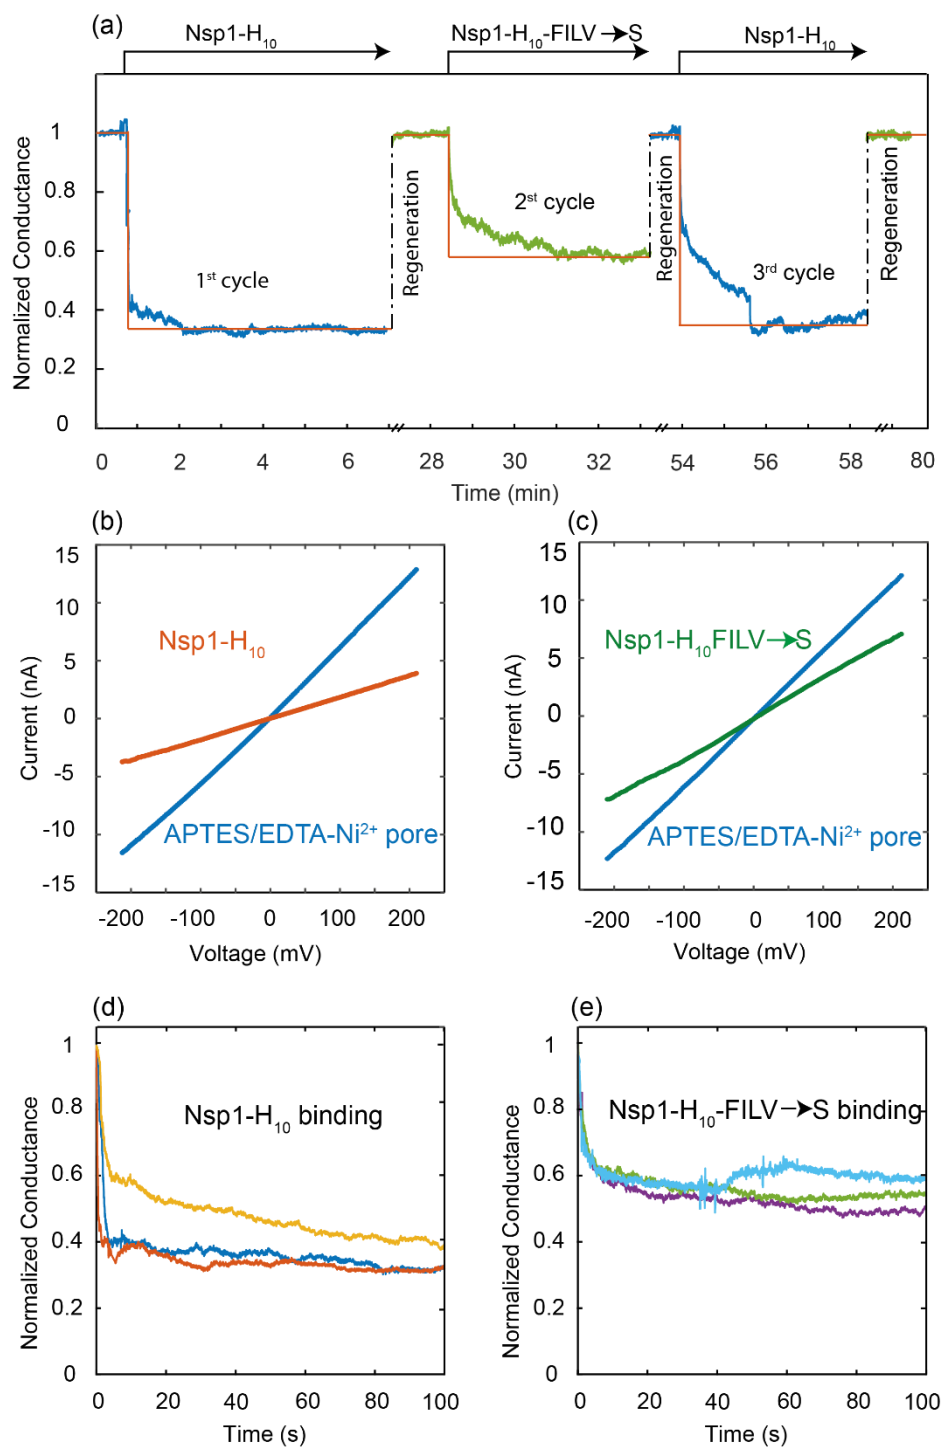 (a)
Nsp1-H10
Nsp1-H10-FILV→S
Nsp1-H10
Normalized Conductance
1
0.8
0.6
0.4
0.2
0
1st cycle
Regeneration
2st cycle
Regeneration
3rd cycle
Regeneration
0 2 4 6 28 30 32 54 56 58 80
Time (min)
(b)
Current (nA)
15
10
5
0
-5
-10
-15
Nsp1-H10
APTES/EDTA-Ni2+ pore
-200 -100 0 100 200
Voltage (mV)
(c)
Current (nA)
15
10
5
0
-5
-10
-15
Nsp1-H10FILV→S
APTES/EDTA-Ni2+ pore
-200 -100 0 100 200
Voltage (mV)
(d)
Normalized Conductance
1
0.8
0.6
0.4
0.2
0
Nsp1-H10 binding
0 20 40 60 80 100
Time (s)
(e)
Normalized Conductance
1
0.8
0.6
0.4
0.2
0
Nsp1-H10-FILV→S binding
0 20 40 60 80 100
Time (s)